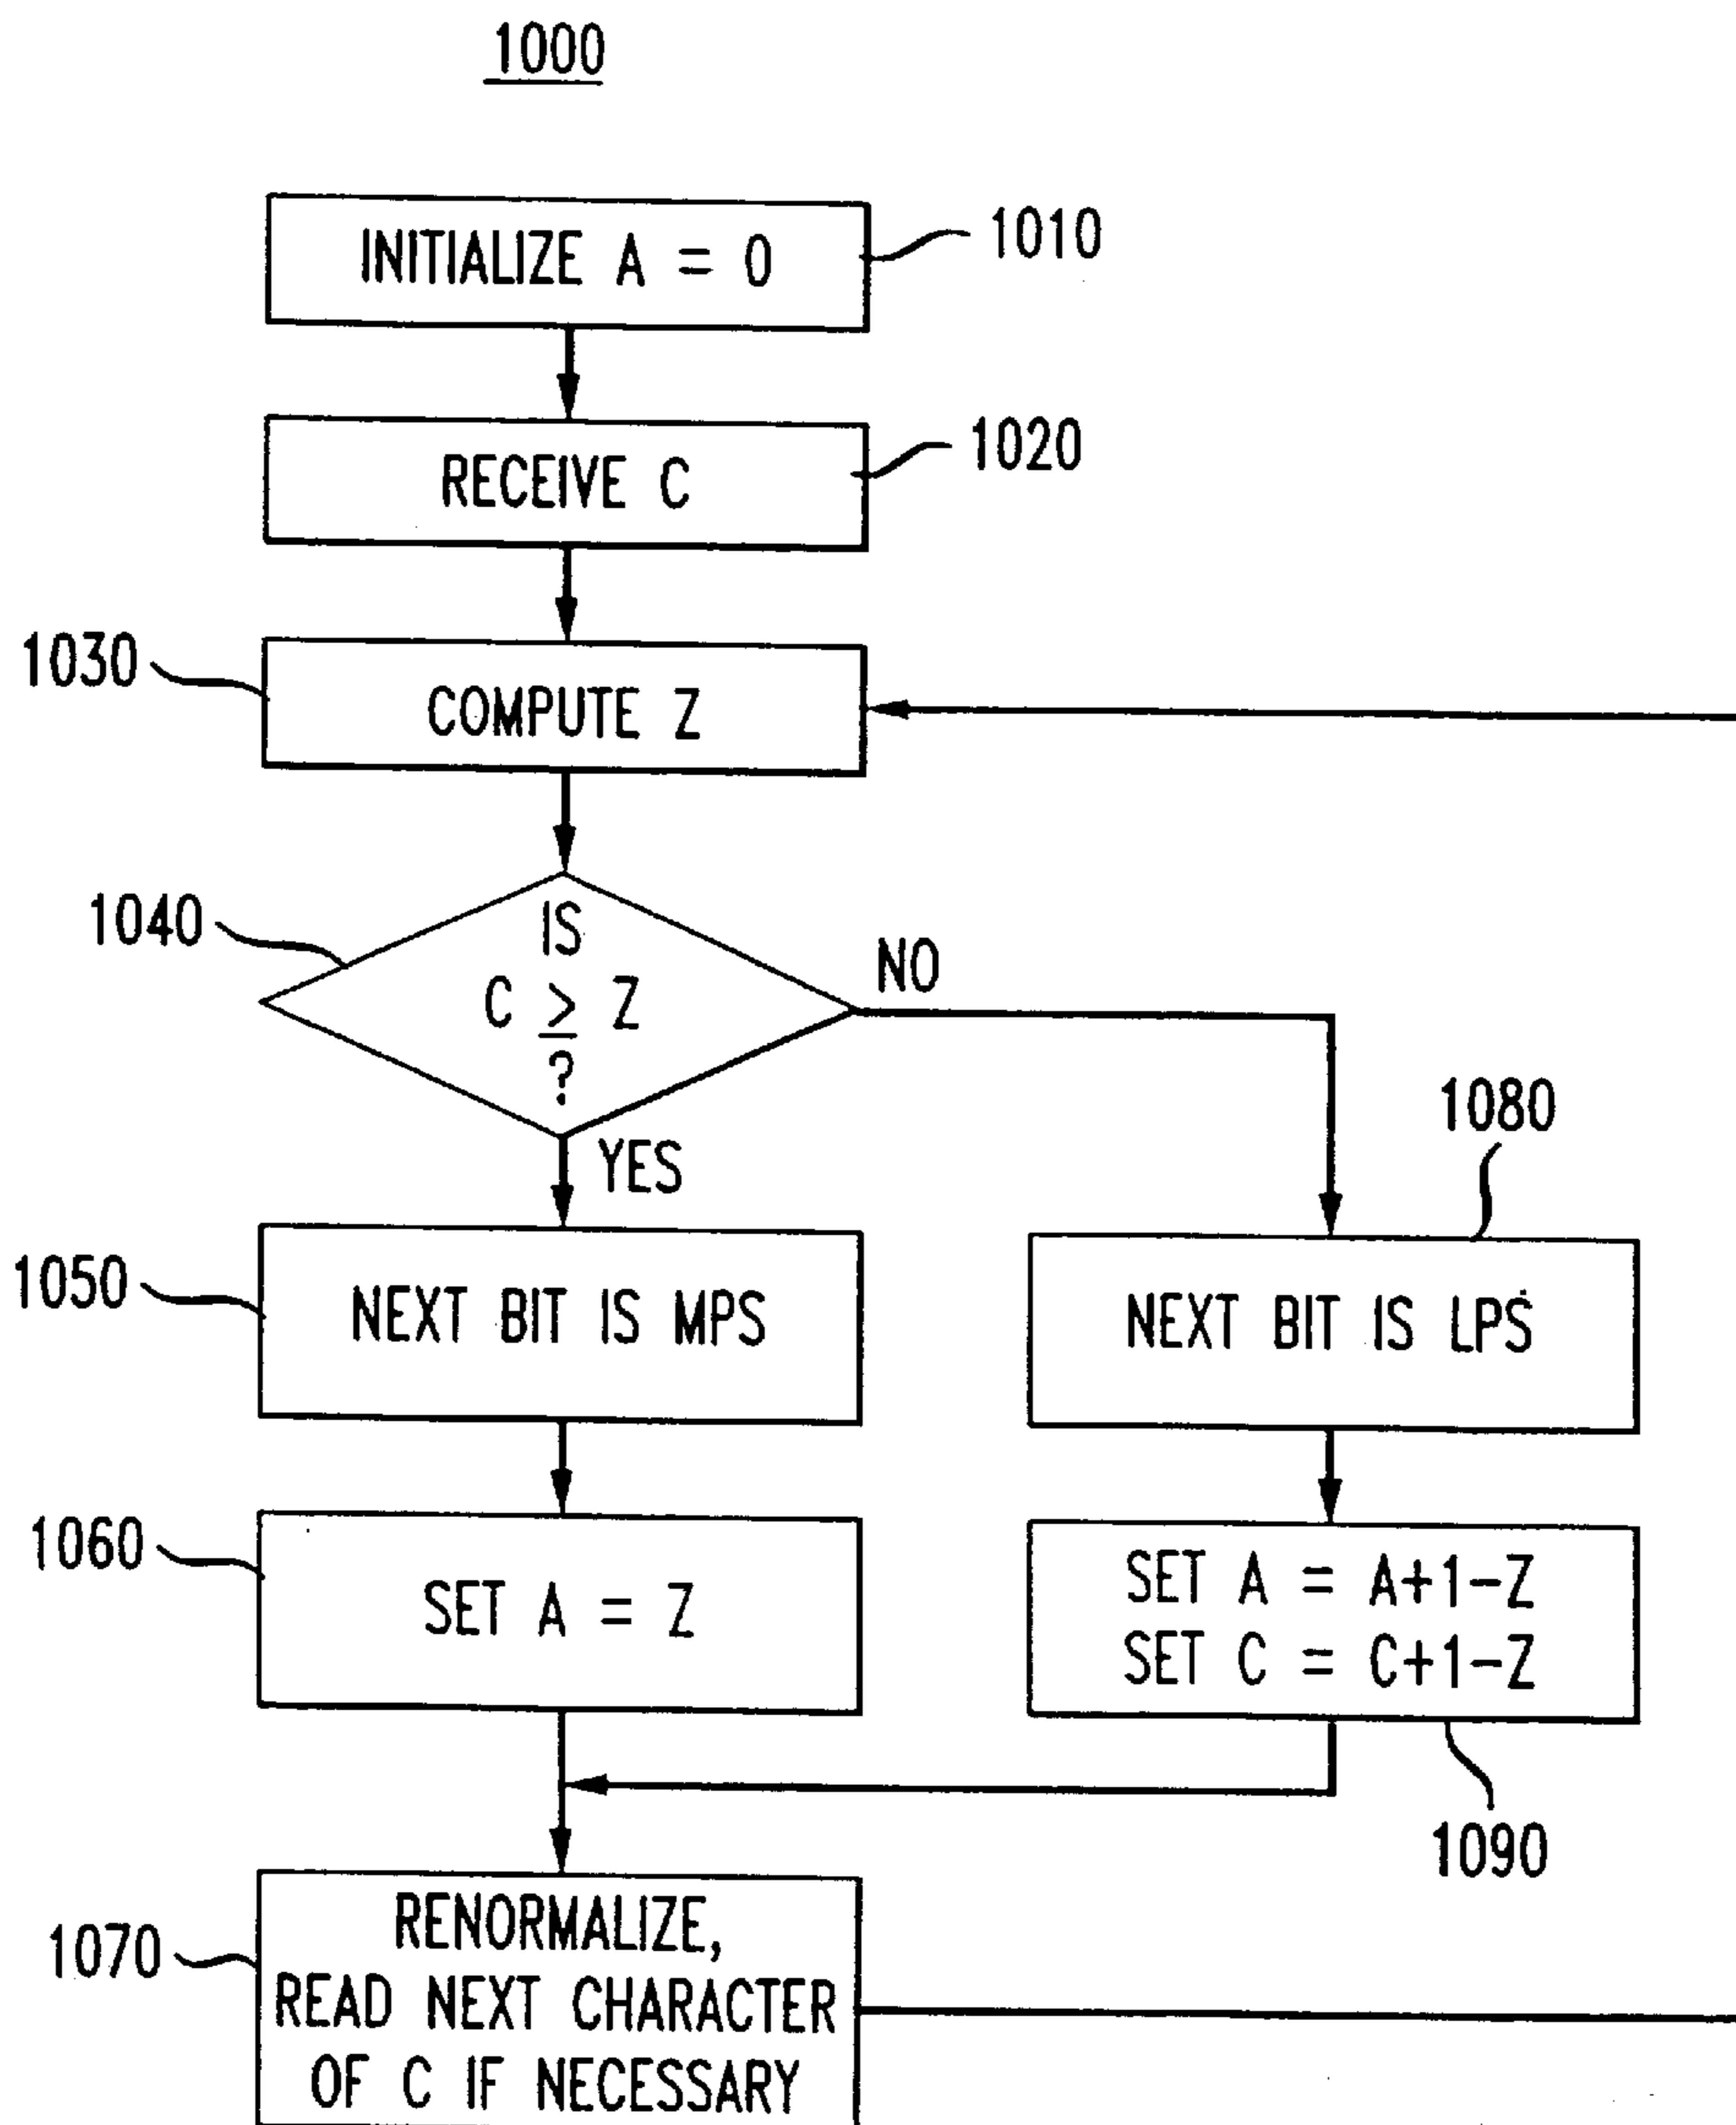 1000
INITIALIZE A = 0
1010
RECEIVE C
1020
1030
COMPUTE Z
1040
IS
C ≥ Z
?
NO
YES
1080
1050
NEXT BIT IS MPS
NEXT BIT IS LPS
1060
SET A = Z
SET A = A+1-Z
SET C = C+1-Z
1090
1070
RENORMALIZE,
READ NEXT CHARACTER
OF C IF NECESSARY